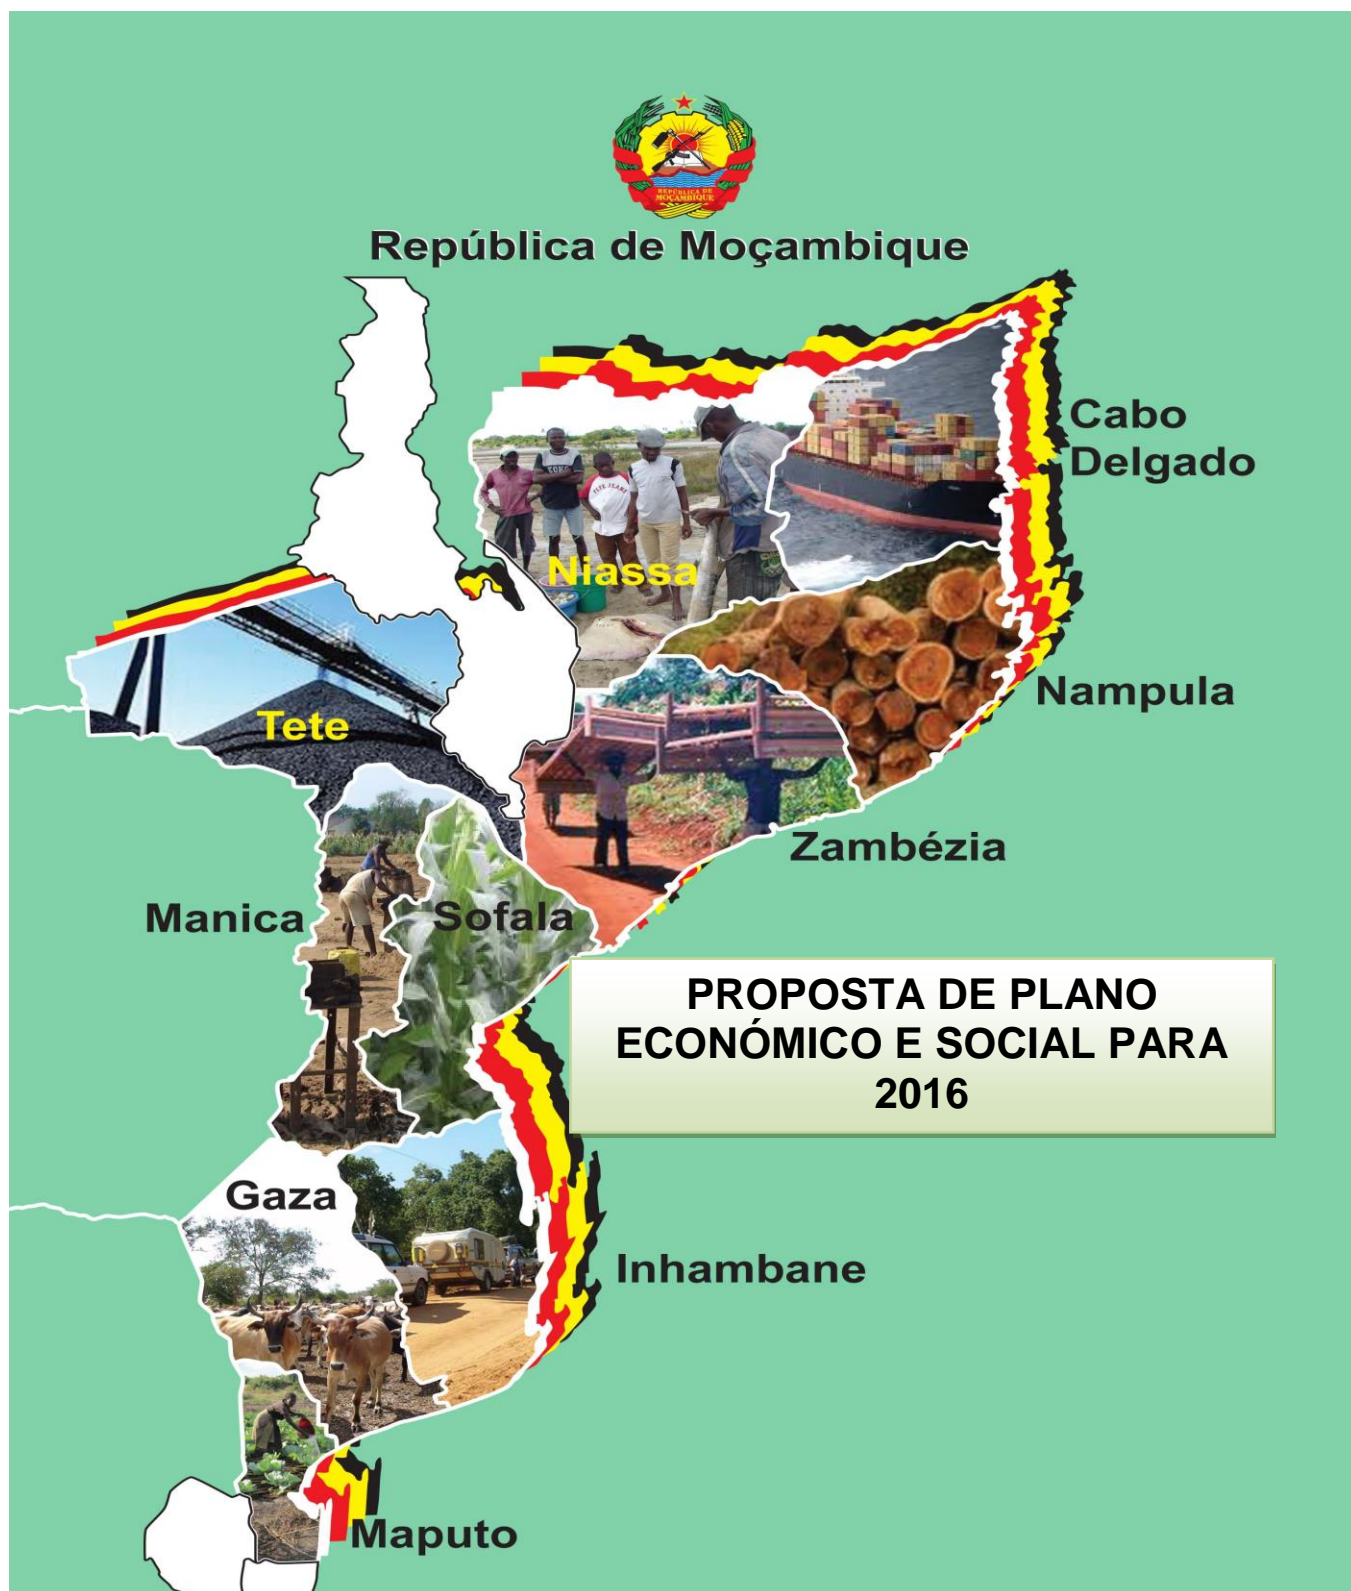 REPÚBLICA DE
MOÇAMBIQUE
República de Moçambique
Cabo
Delgado
Niassa
Nampula
Tete
Zambézia
Manica
Sofala
PROPOSTA DE PLANO
ECONÓMICO E SOCIAL PARA
2016
Gaza
Inhambane
Maputo